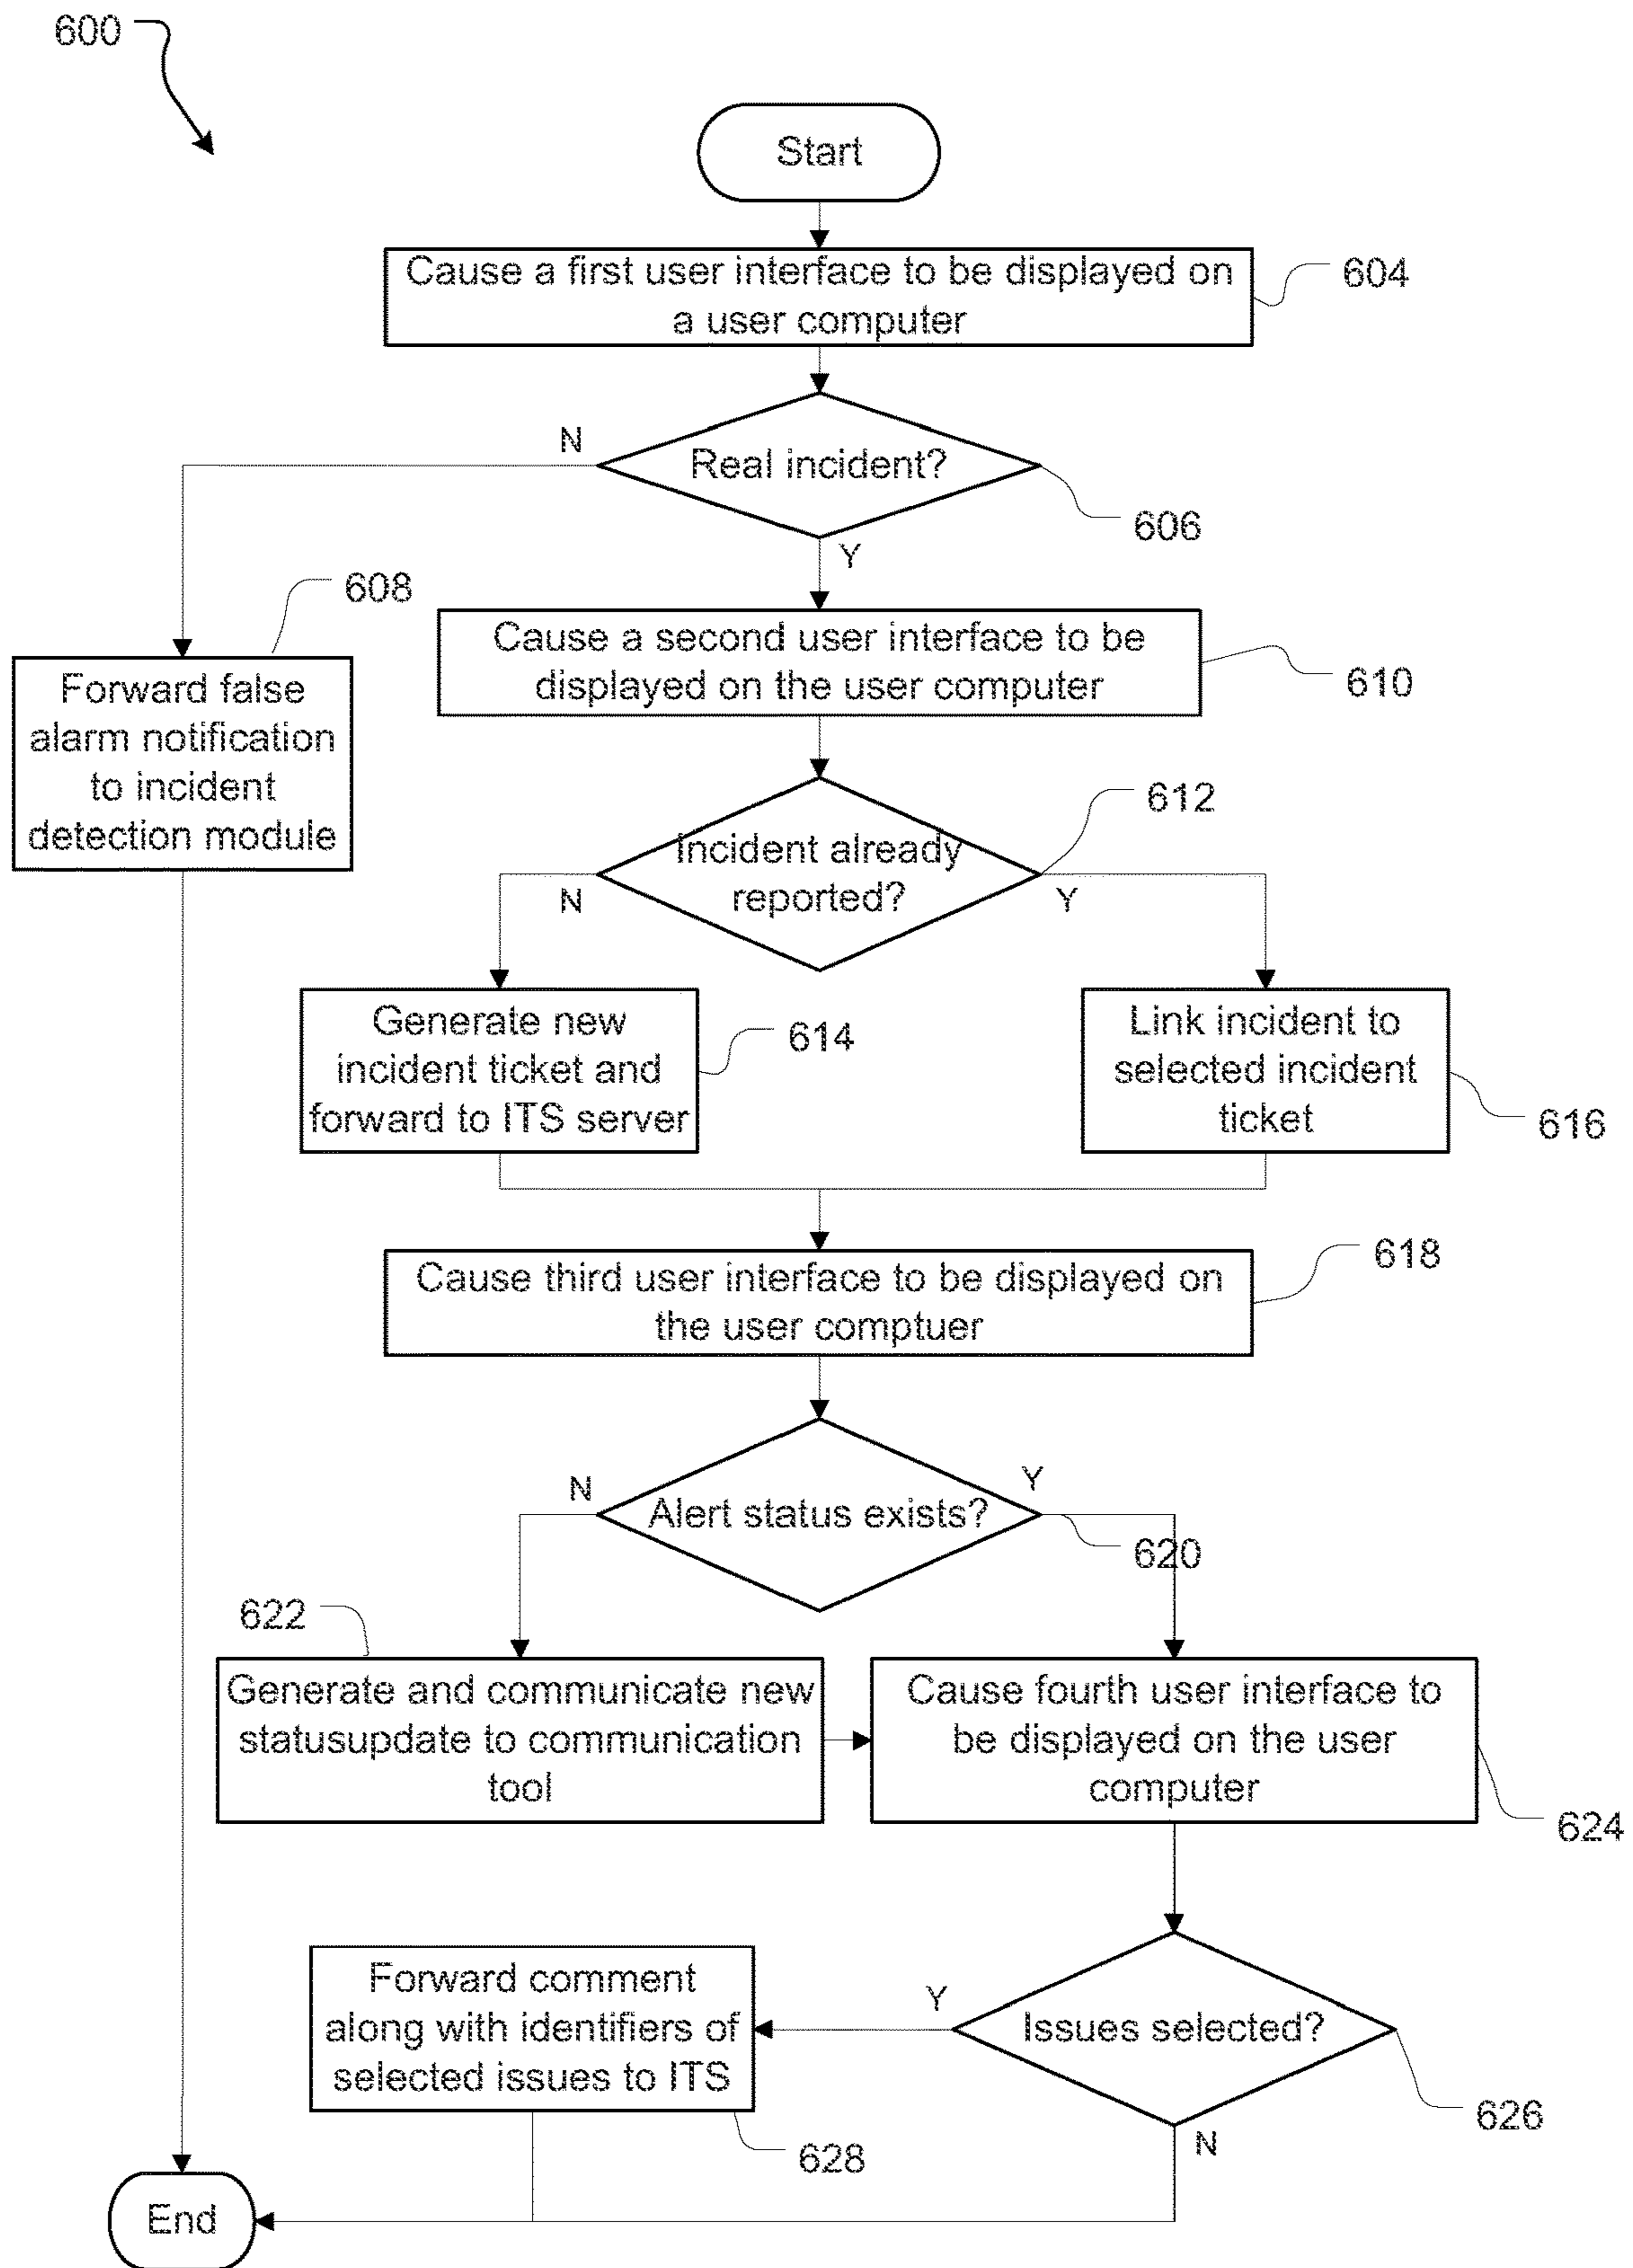 600
Start
Cause a first user interface to be displayed on
a user computer
604
N
Real incident?
606
Y
608
Forward false
alarm notification
to incident
detection module
Cause a second user interface to be
displayed on the user computer
610
612
Incident already
reported?
N
Y
Generate new
incident ticket and
forward to ITS server
614
Link incident to
selected incident
ticket
616
618
Cause third user interface to be displayed on
the user comptuer
N
Y
Alert status exists?
620
622
Generate and communicate new
statusupdate to communication
tool
Cause fourth user interface to
be displayed on the user
computer
624
Forward comment
along with identifiers of
selected issues to ITS
Y
Issues selected?
626
628
N
End